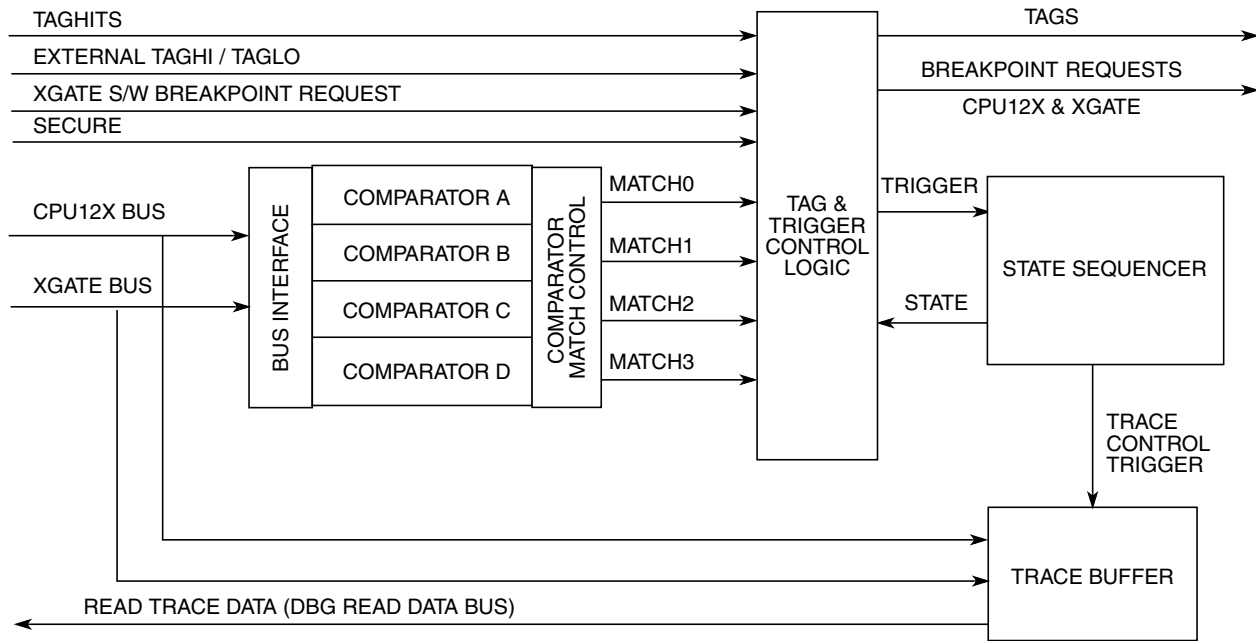 TAGHITS
EXTERNAL TAGHI / TAGLO
XGATE S/W BREAKPOINT REQUEST
SECURE
TAGS
BREAKPOINT REQUESTS
CPU12X & XGATE
CPU12X BUS
XGATE BUS
BUS INTERFACE
COMPARATOR A
COMPARATOR B
COMPARATOR C
COMPARATOR D
COMPARATOR
MATCH CONTROL
MATCH0
MATCH1
MATCH2
MATCH3
TAG &
TRIGGER
CONTROL
LOGIC
TRIGGER
STATE
STATE SEQUENCER
TRACE
CONTROL
TRIGGER
TRACE BUFFER
READ TRACE DATA (DBG READ DATA BUS)